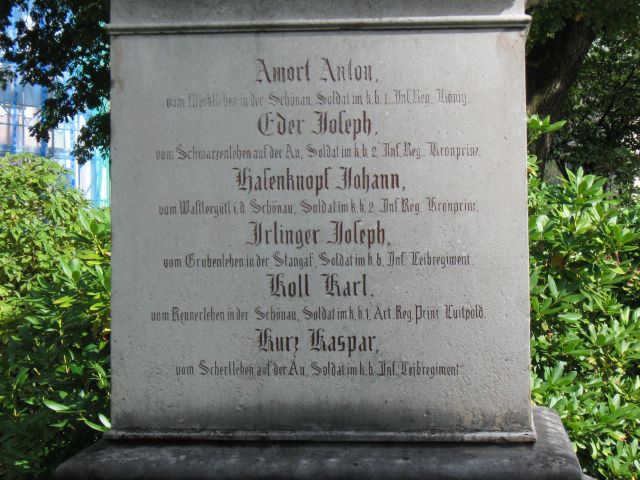 Amort Anton,
vom Winkllehen in der Schönau, Soldat im k. b. 1. Inf. Reg. König.
Eder Joseph,
vom Schwarzenlehen auf der Au, Soldat im k. b. 2. Inf. Reg. Kronprinz.
Hasenknopf Johann,
vom Wastlergütl i. d. Schönau, Soldat im k. b. 2. Inf. Reg. Kronprinz.
Irlinger Joseph,
vom Grubenlehen in der Stangaß, Soldat im k. b. Inf. Leibregiment.
Koll Karl,
vom Rennerlehen in der Schönau, Soldat im k. b. 1. Art. Reg. Prinz Luitpold.
Kurz Kaspar,
vom Scherllehen auf der Au, Soldat im k. b. Inf. Leibregiment.